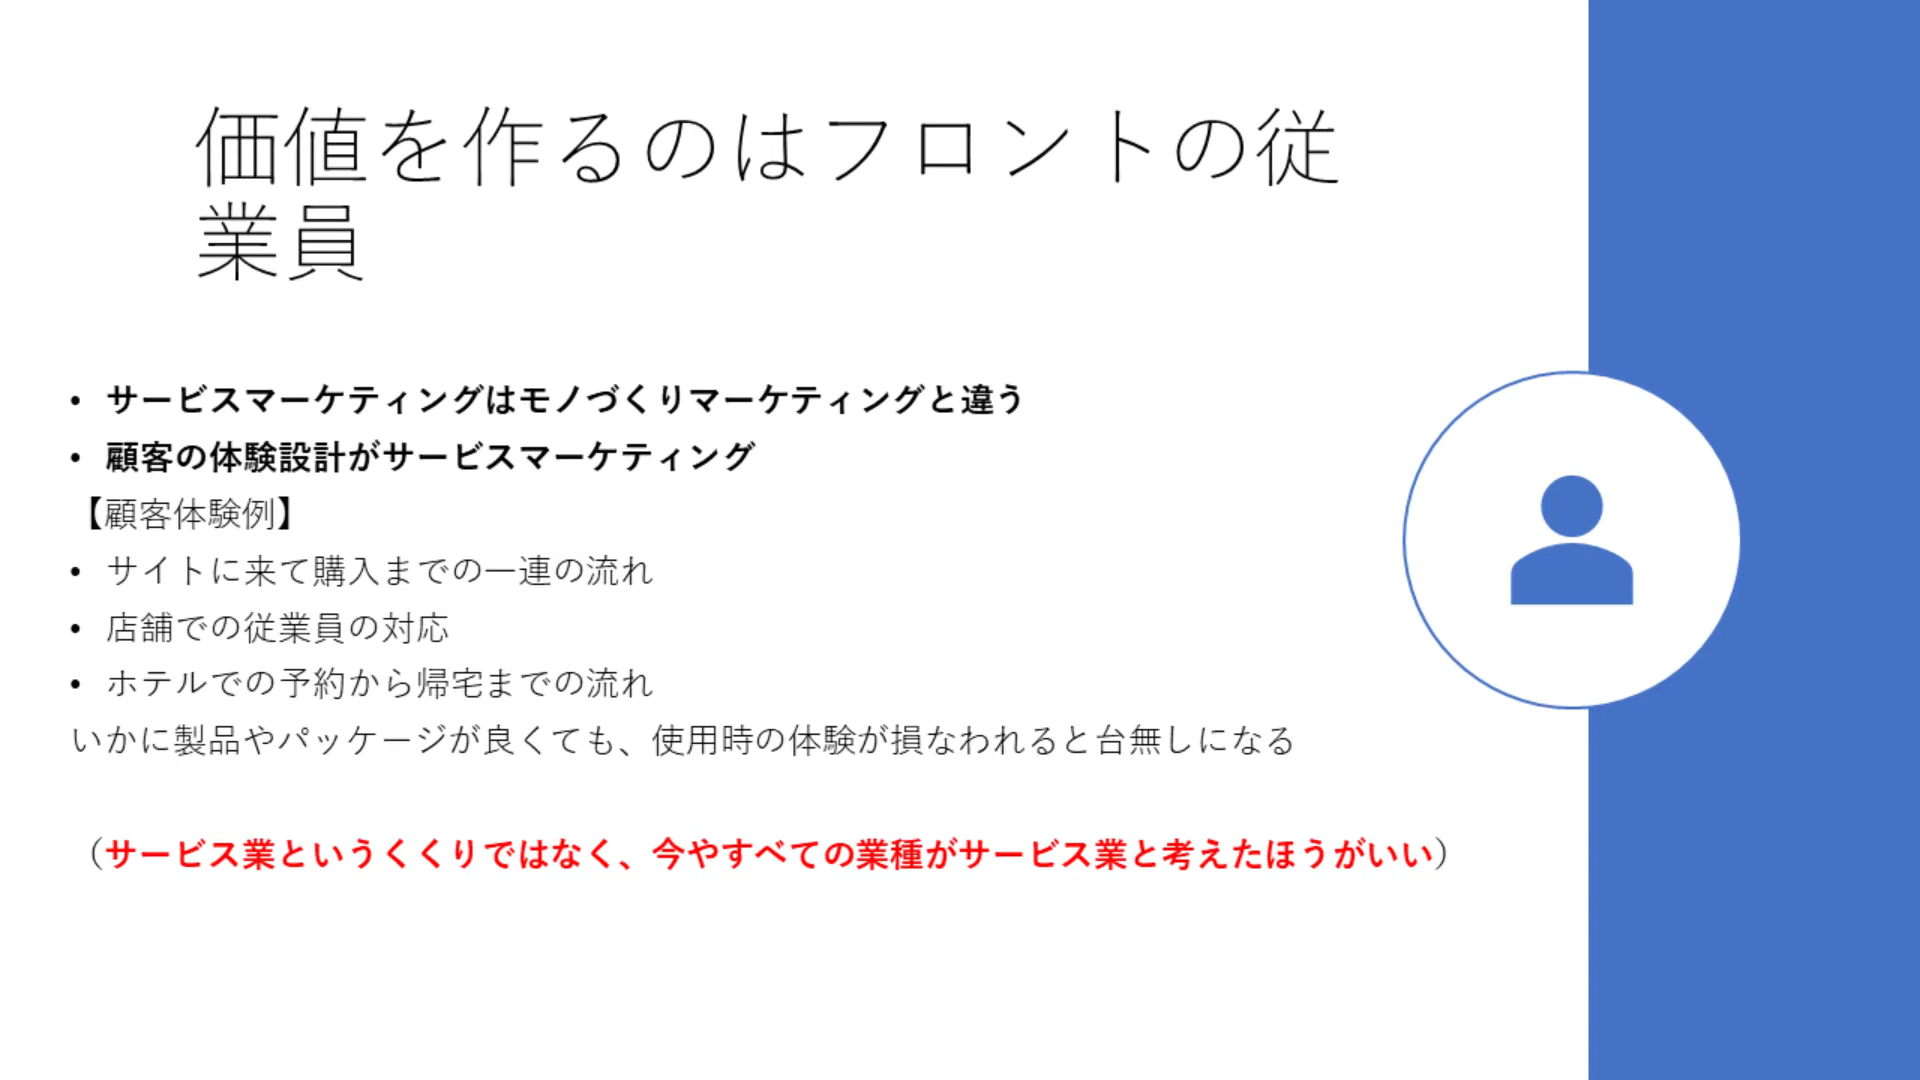 価値を作るのはフロントの従
業員
• サービスマーケティングはモノづくりマーケティングと違う
• 顧客の体験設計がサービスマーケティング
【顧客体験例】
• サイトに来て購入までの一連の流れ
• 店舗での従業員の対応
• ホテルでの予約から帰宅までの流れ
いかに製品やパッケージが良くても、使用時の体験が損なわれると台無しになる
（サービス業というくくりではなく、今やすべての業種がサービス業と考えたほうがいい）